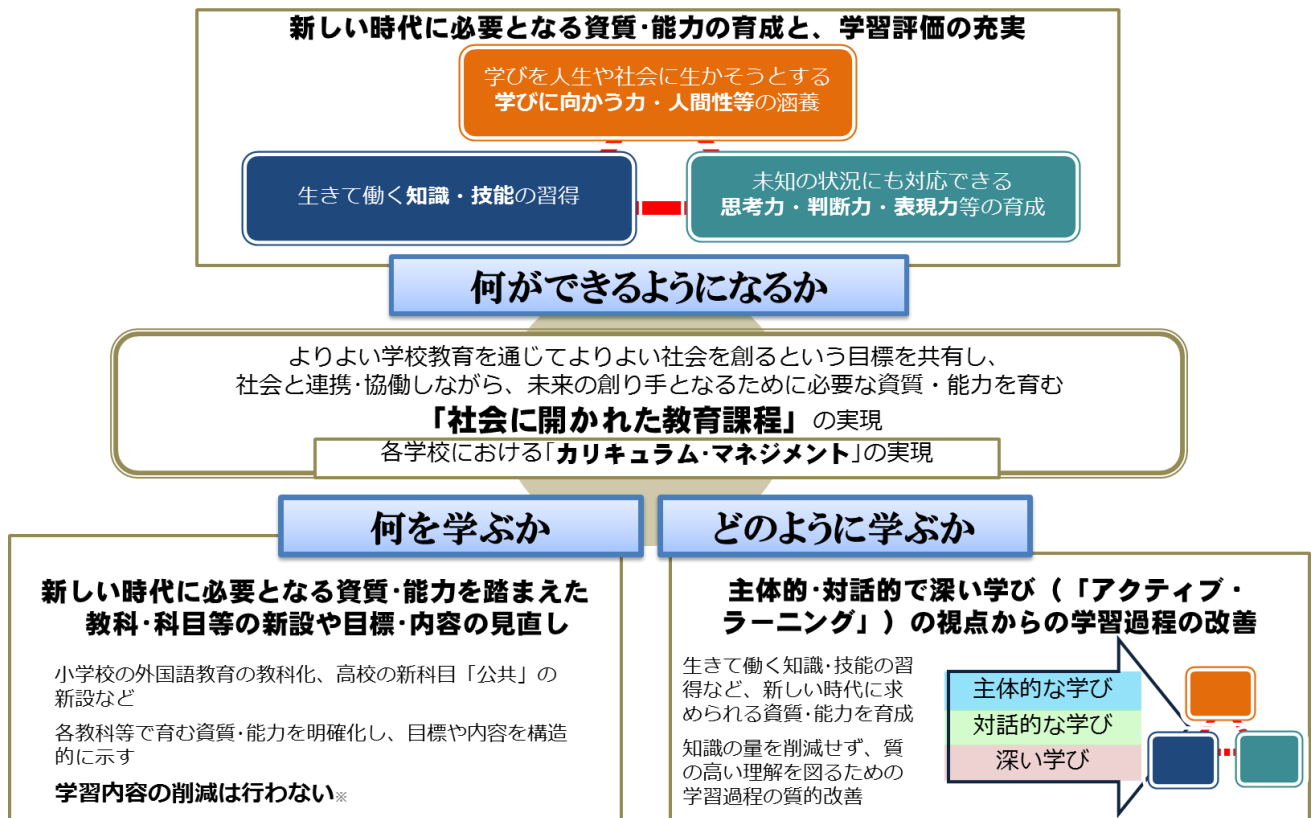 新しい時代に必要となる資質･能力の育成と、学習評価の充実
学びを人生や社会に生かそうとする
学びに向かう力・人間性等の涵養
生きて働く知識・技能の習得
未知の状況にも対応できる
思考力・判断力・表現力等の育成
何ができるようになるか
よりよい学校教育を通じてよりよい社会を創るという目標を共有し、
社会と連携･協働しながら、未来の創り手となるために必要な資質・能力を育む
「社会に開かれた教育課程」の実現
各学校における｢カリキュラム･マネジメント｣の実現
何を学ぶか
新しい時代に必要となる資質･能力を踏まえた
教科･科目等の新設や目標･内容の見直し
小学校の外国語教育の教科化、高校の新科目「公共」の
新設など
各教科等で育む資質･能力を明確化し、目標や内容を構造
的に示す
学習内容の削減は行わない※
どのように学ぶか
主体的･対話的で深い学び（「アクティブ・
ラーニング」）の視点からの学習過程の改善
生きて働く知識･技能の習
得など、新しい時代に求
められる資質･能力を育成
知識の量を削減せず、質
の高い理解を図るための
学習過程の質的改善
主体的な学び
対話的な学び
深い学び